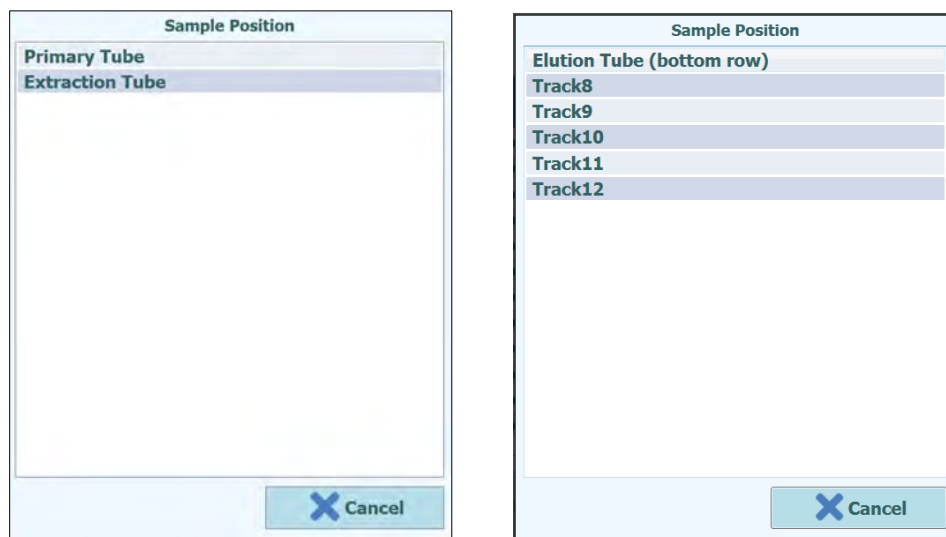 Sample Position
Primary Tube
Extraction Tube
Cancel
Sample Position
Elution Tube (bottom row)
Track8
Track9
Track10
Track11
Track12
Cancel